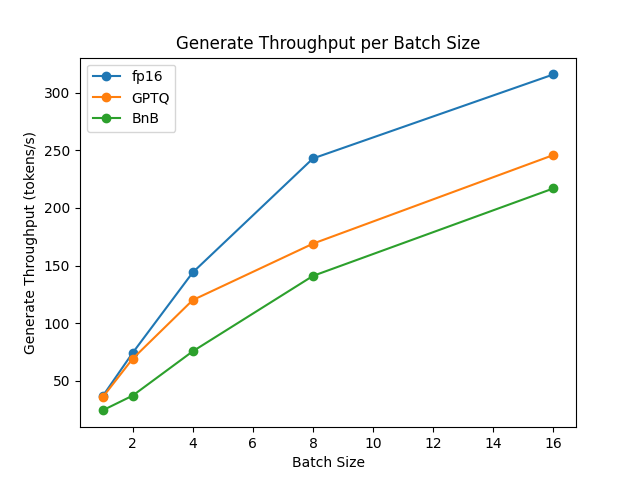 Generate Throughput per Batch Size
fp16
GPTQ
BnB
300
250
200
150
100
50
Generate Throughput (tokens/s)
2 4 6 8 10 12 14 16
Batch Size